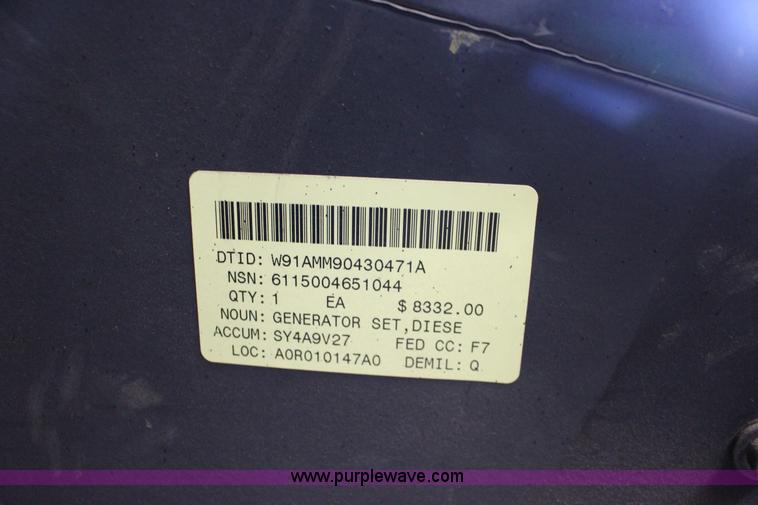 DTID: W91AMM90430471A
NSN: 6115004651044
QTY: 1 EA $ 8332.00
NOUN: GENERATOR SET,DIESE
ACCUM: SY4A9V27 FED CC: F7
LOC: A0R010147A0 DEMIL: Q
www.purplewave.com